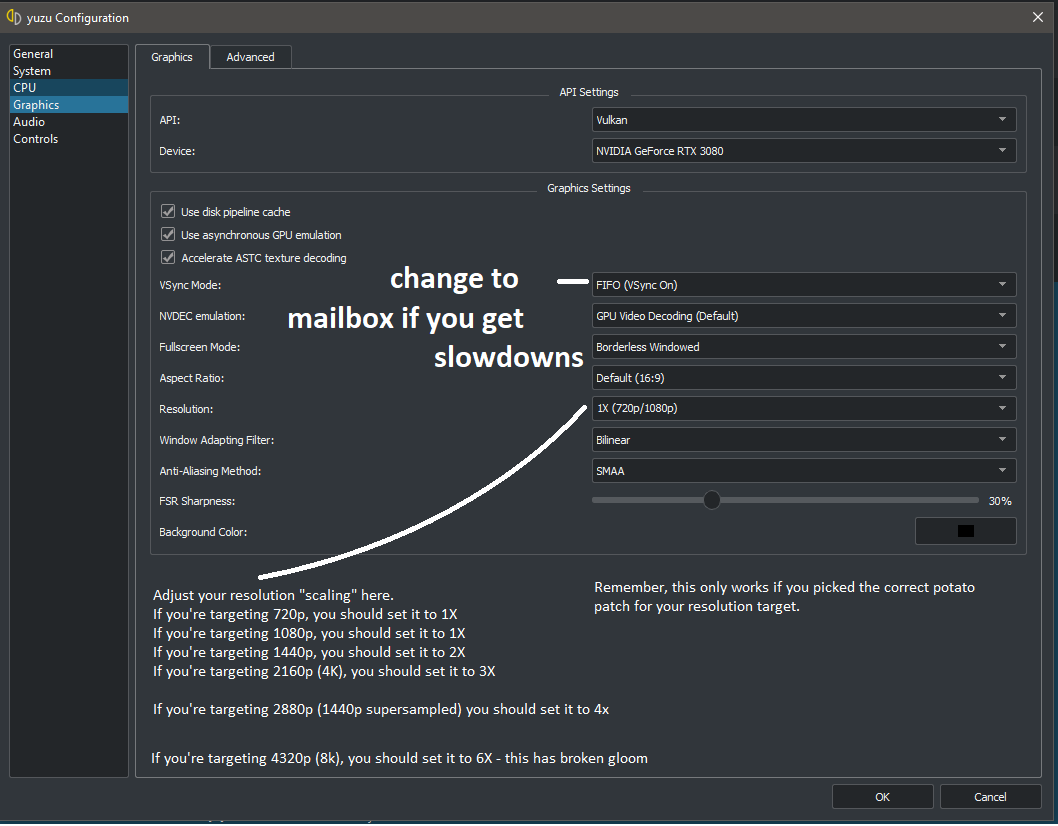 yuzu Configuration
General
System
CPU
Graphics
Audio
Controls
Graphics
Advanced
API Settings
API:
Vulkan
Device:
NVIDIA GeForce RTX 3080
Graphics Settings
Use disk pipeline cache
Use asynchronous GPU emulation
Accelerate ASTC texture decoding
VSync Mode:
FIFO (VSync On)
NVDEC emulation:
GPU Video Decoding (Default)
Fullscreen Mode:
Borderless Windowed
Aspect Ratio:
Default (16:9)
Resolution:
1X (720p/1080p)
Window Adapting Filter:
Bilinear
Anti-Aliasing Method:
SMAA
FSR Sharpness:
30%
Background Color:
change to
mailbox if you get
slowdowns
Adjust your resolution "scaling" here.
If you're targeting 720p, you should set it to 1X
If you're targeting 1080p, you should set it to 1X
If you're targeting 1440p, you should set it to 2X
If you're targeting 2160p (4K), you should set it to 3X
If you're targeting 2880p (1440p supersampled) you should set it to 4x
If you're targeting 4320p (8k), you should set it to 6X - this has broken gloom
Remember, this only works if you picked the correct potato
patch for your resolution target.
OK
Cancel